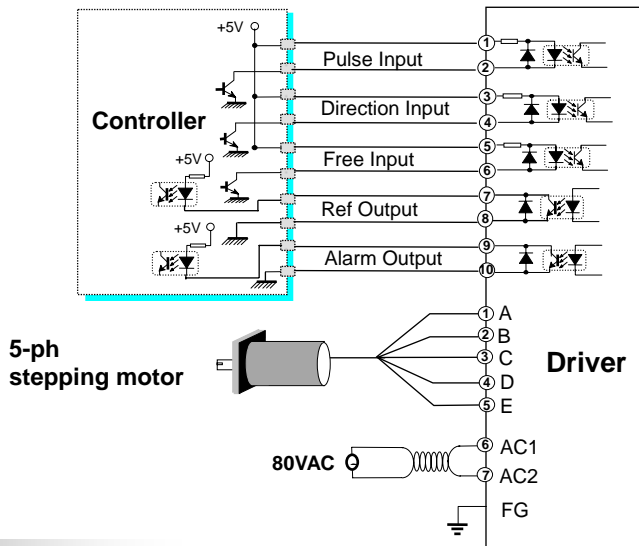 +5V
1
Pulse Input
2
3
Controller
Direction Input
4
5
+5V
Free Input
6
7
Ref Output
8
+5V
9
Alarm Output
10
1 A
2 B
5-ph
stepping motor
3 C
Driver
4 D
5 E
6 AC1
80VAC
7 AC2
FG